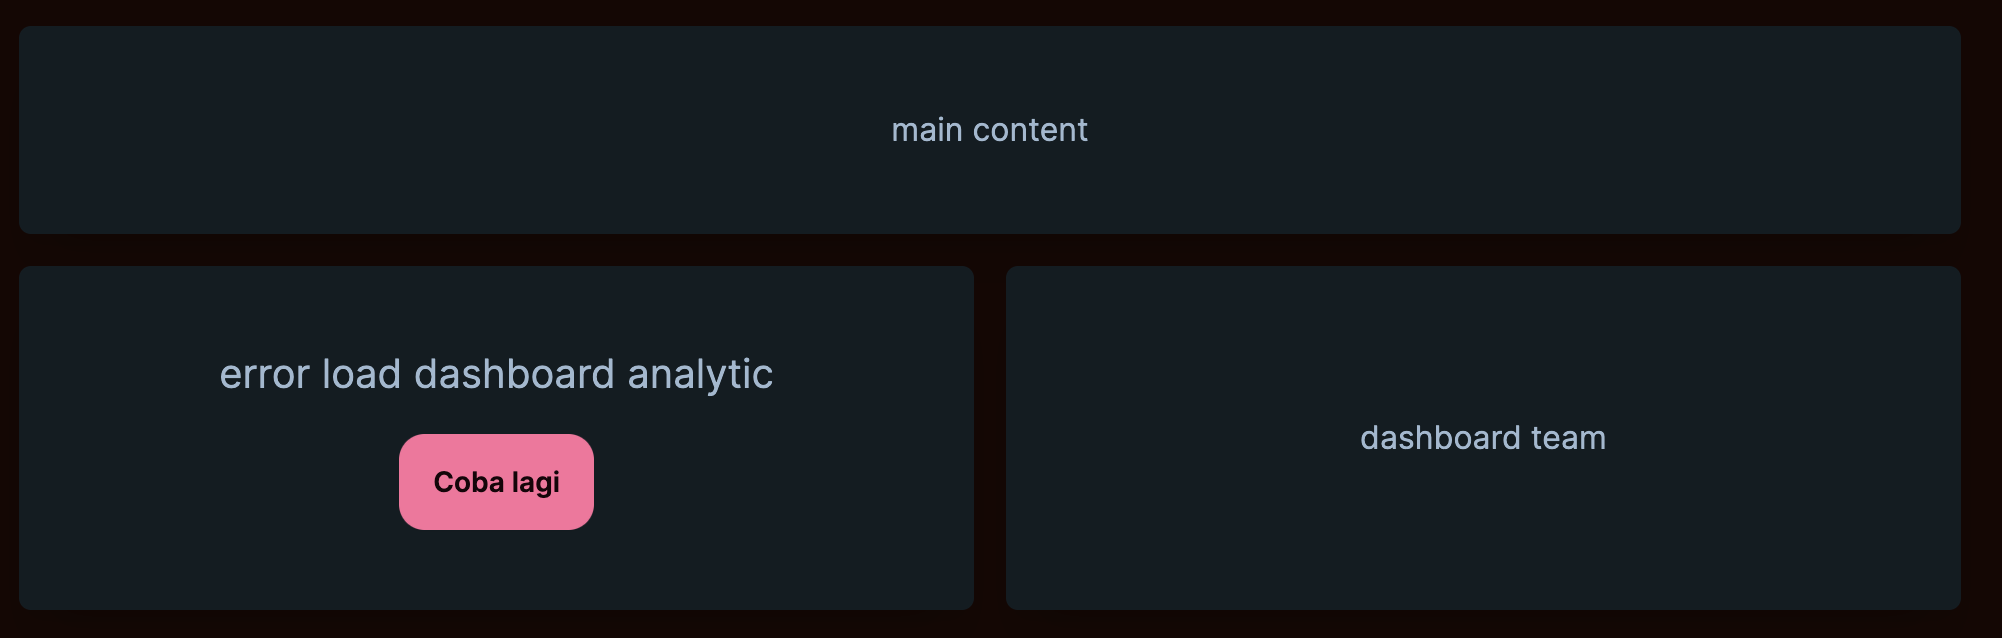 main content
error load dashboard analytic
Coba lagi
dashboard team